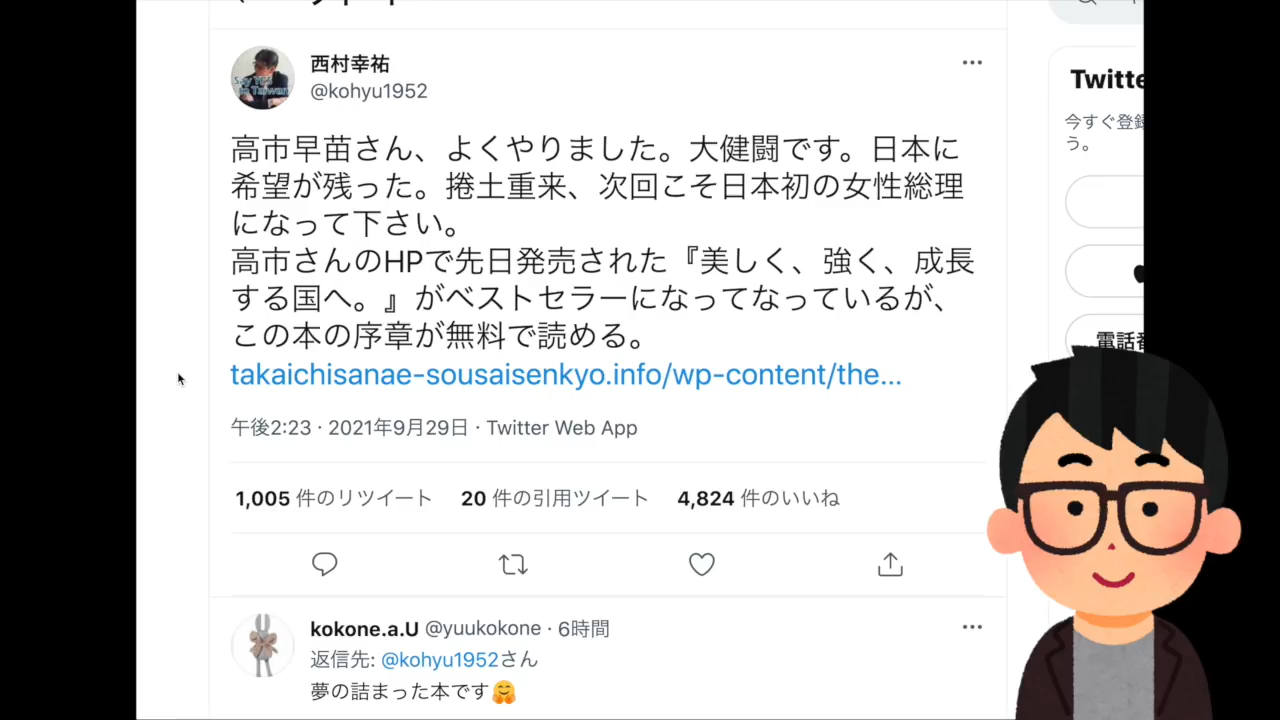 西村幸祐
@kohyu1952
高市早苗さん、よくやりました。大健闘です。日本に
希望が残った。捲土重来、次回こそ日本初の女性総理
になって下さい。
高市さんのHPで先日発売された『美しく、強く、成長
する国へ。』がベストセラーになってなっているが、
この本の序章が無料で読める。
takaichisanae-sousaisenkyo.info/wp-content/the...
午後2:23 · 2021年9月29日 · Twitter Web App
1,005 件のリツイート 20 件の引用ツイート 4,824 件のいいね
kokone.a.U @yuukokone · 6時間
返信先: @kohyu1952さん
夢の詰まった本です🤗
Twitte
今すぐ登録
う。
電話番